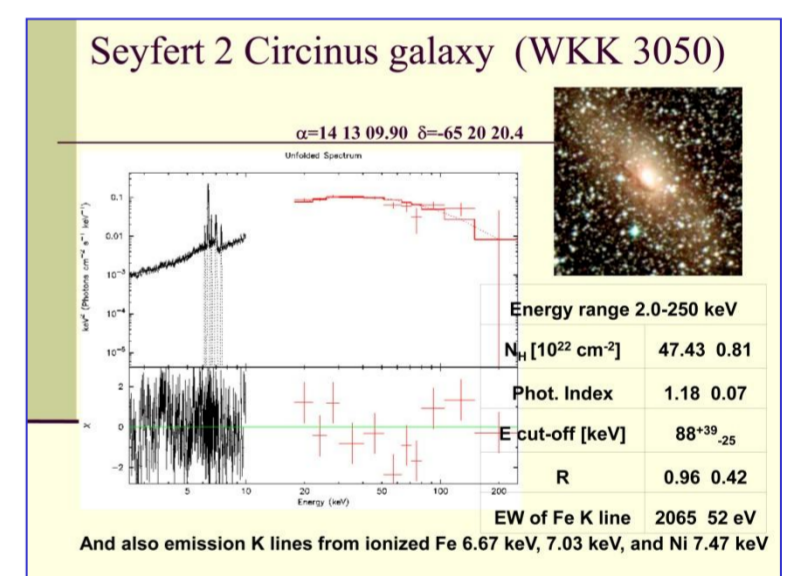 Seyfert 2 Circinus galaxy (WKK 3050)
α=14 13 09.90 δ=-65 20 20.4
Unfolded Spectrum
keV² (Photons cm⁻² s⁻¹ keV⁻¹)
0.1
0.01
10⁻³
10⁻⁴
10⁻⁵
χ
2
0
−2
5 10 20 50 100 200
Energy (keV)
Energy range 2.0-250 keV
N_H [10²² cm⁻²] 47.43 0.81
Phot. Index 1.18 0.07
E cut-off [keV] 88⁺³⁹₋₂₅
R 0.96 0.42
EW of Fe K line 2065 52 eV
And also emission K lines from ionized Fe 6.67 keV, 7.03 keV, and Ni 7.47 keV